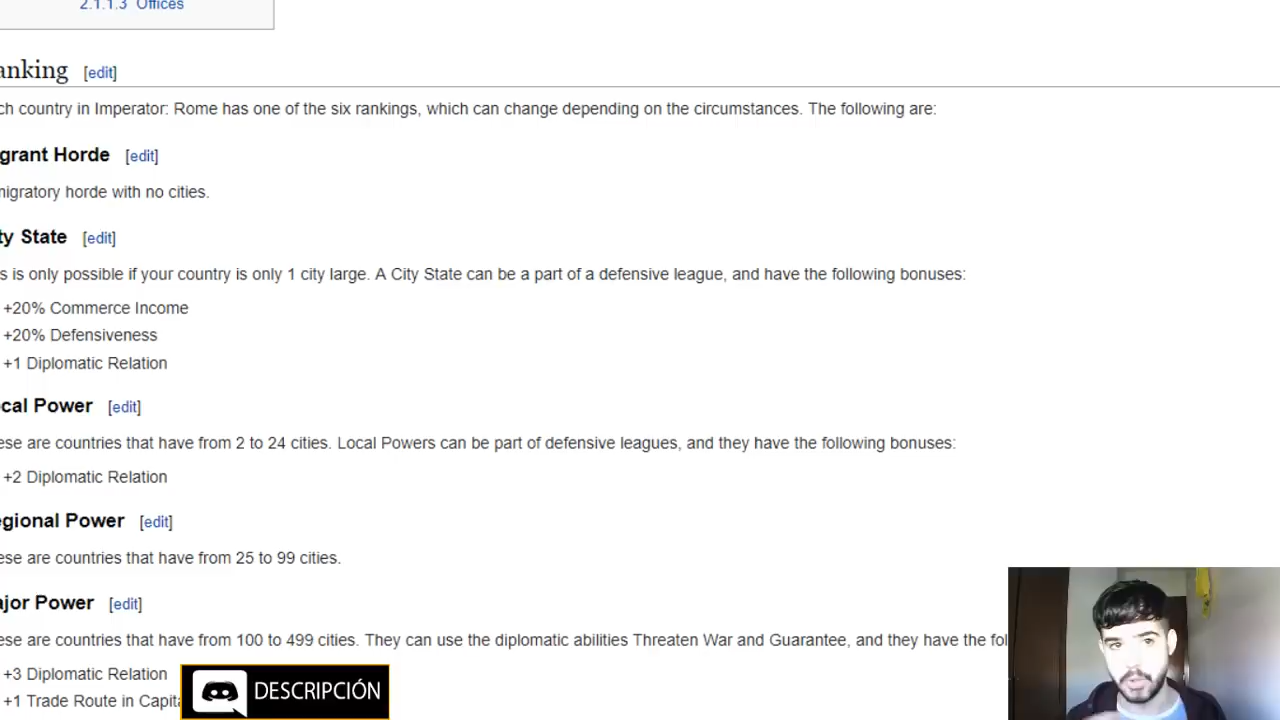 2.1.1.3 Offices
anking [edit]
ch country in Imperator: Rome has one of the six rankings, which can change depending on the circumstances. The following are:
grant Horde [edit]
nigratory horde with no cities.
ty State [edit]
s is only possible if your country is only 1 city large. A City State can be a part of a defensive league, and have the following bonuses:
+20% Commerce Income
+20% Defensiveness
+1 Diplomatic Relation
cal Power [edit]
ese are countries that have from 2 to 24 cities. Local Powers can be part of defensive leagues, and they have the following bonuses:
+2 Diplomatic Relation
egional Power [edit]
ese are countries that have from 25 to 99 cities.
ajor Power [edit]
ese are countries that have from 100 to 499 cities. They can use the diplomatic abilities Threaten War and Guarantee, and they have the fol
+3 Diplomatic Relation
+1 Trade Route in Capita
DESCRIPCIÓN